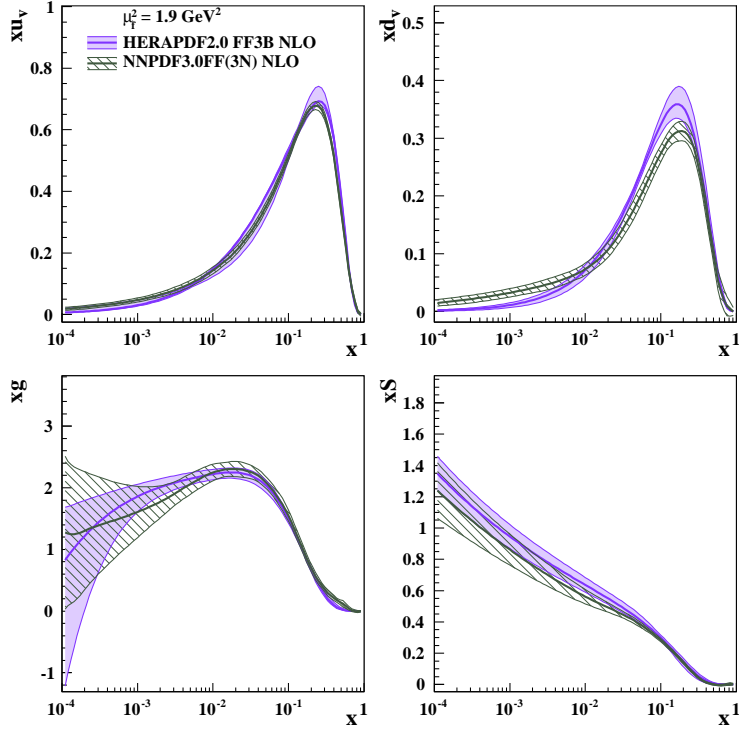 xu_v
μ_f^2 = 1.9 GeV^2
HERAPDF2.0 FF3B NLO
NNPDF3.0FF(3N) NLO
1
0.8
0.6
0.4
0.2
0
10^-4 10^-3 10^-2 10^-1 1
x
xd_v
0.5
0.4
0.3
0.2
0.1
0
10^-4 10^-3 10^-2 10^-1 1
x
xg
3
2
1
0
-1
10^-4 10^-3 10^-2 10^-1 1
x
xS
1.8
1.6
1.4
1.2
1
0.8
0.6
0.4
0.2
0
10^-4 10^-3 10^-2 10^-1 1
x